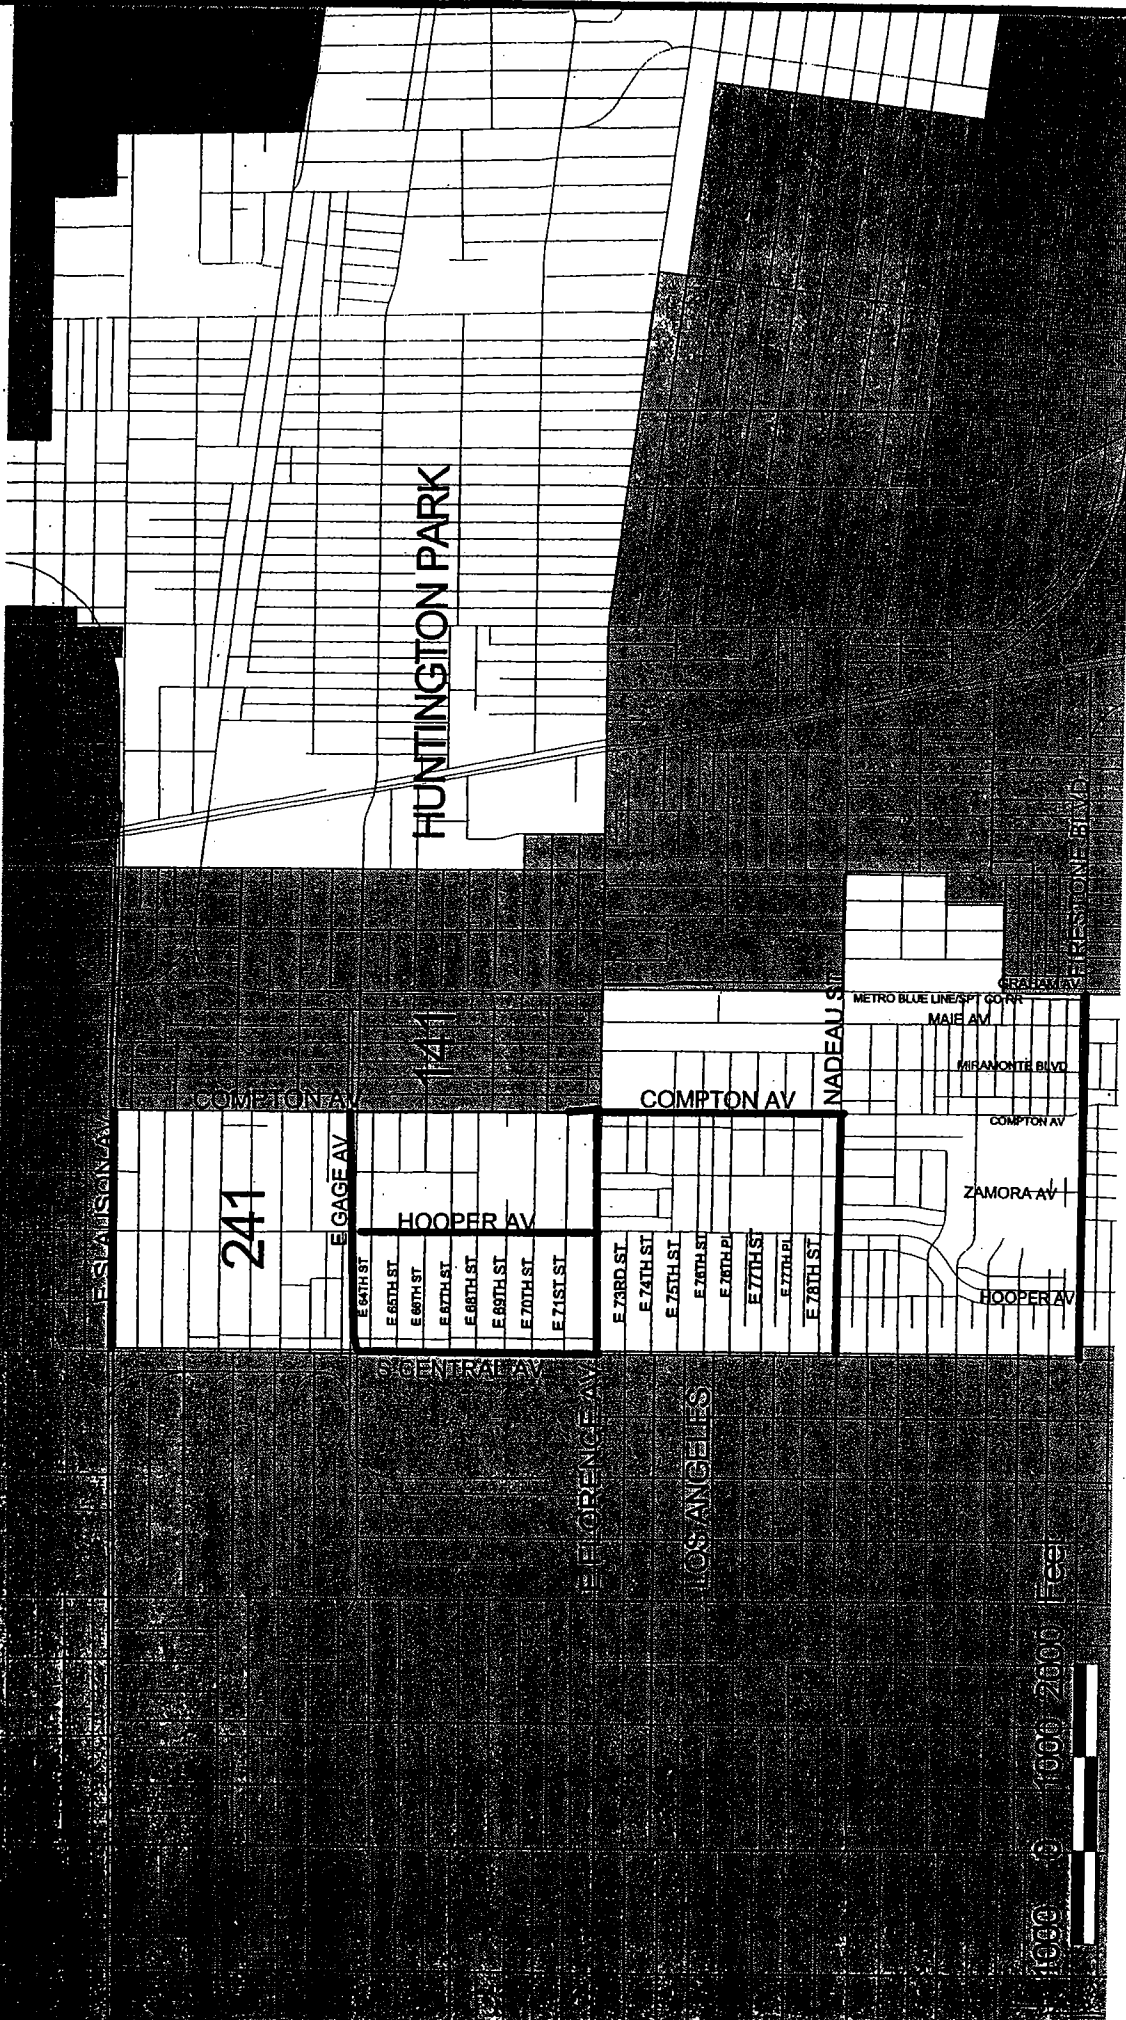 HUNTINGTON PARK
141
241
E SLAUSON AV
COMPTON AV
E GAGE AV
HOOPER AV
E 64TH ST
E 65TH ST
E 66TH ST
E 67TH ST
E 68TH ST
E 69TH ST
E 70TH ST
E 71ST ST
S CENTRAL AV
E FLORENCE AV
LOS ANGELES
COMPTON AV
E 73RD ST
E 74TH ST
E 75TH ST
E 76TH ST
E 76TH PL
E 77TH ST
E 77TH PL
E 78TH ST
NADEAU ST
FIRESTONE BLVD
GRAHAM AV
METRO BLUE LINE/SPT CO RR
MAIE AV
MIRAMONTE BLVD
COMPTON AV
ZAMORA AV
HOOPER AV
1000 0 1000 2000 Feet